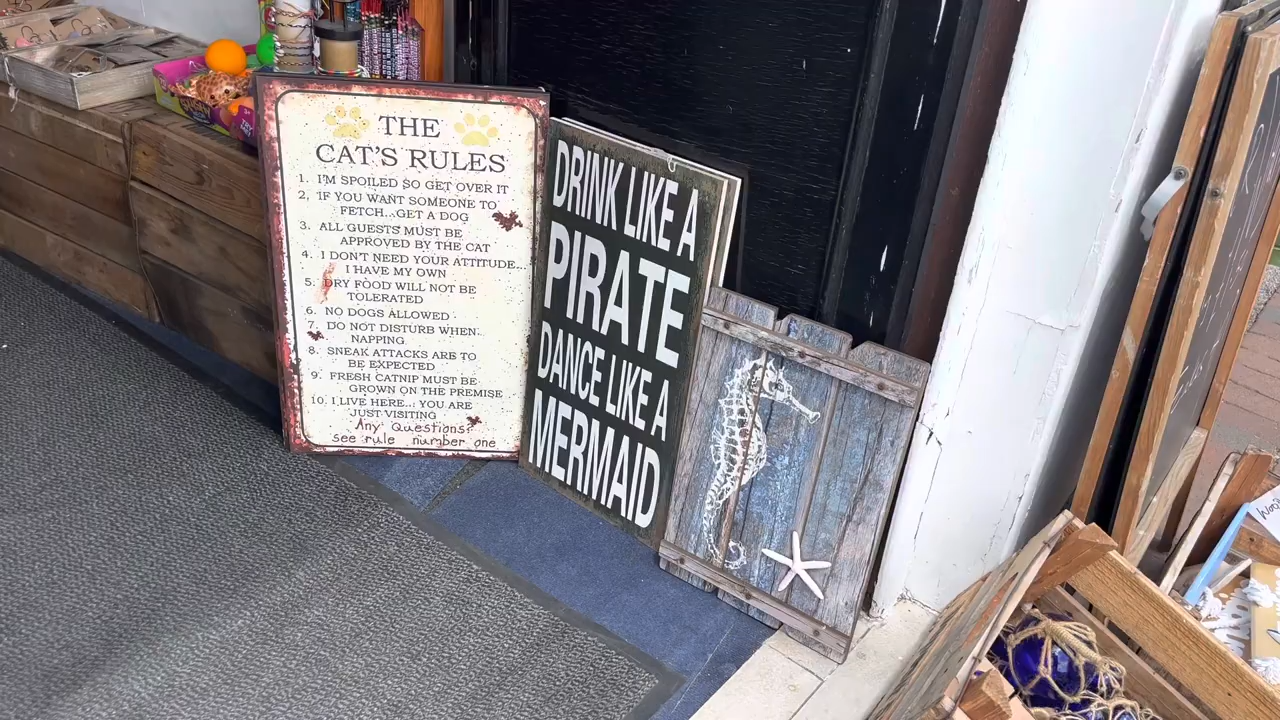 THE
CAT'S RULES
1. I'M SPOILED SO GET OVER IT
2, IF YOU WANT SOMEONE TO
FETCH...GET A DOG
3. ALL GUESTS MUST BE
APPROVED BY THE CAT
4. I DON'T NEED YOUR ATTITUDE...
I HAVE MY OWN
5. DRY FOOD WILL NOT BE
TOLERATED
6. NO DOGS ALLOWED
7. DO NOT DISTURB WHEN..
NAPPING
8. SNEAK ATTACKS ARE TO
BE EXPECTED
9. FRESH CATNIP MUST BE
GROWN ON THE PREMISE
10. I LIVE HERE... YOU ARE
JUST VISITING
Any Questions?
see rule number one
DRINK LIKE A
PIRATE
DANCE LIKE A
MERMAID